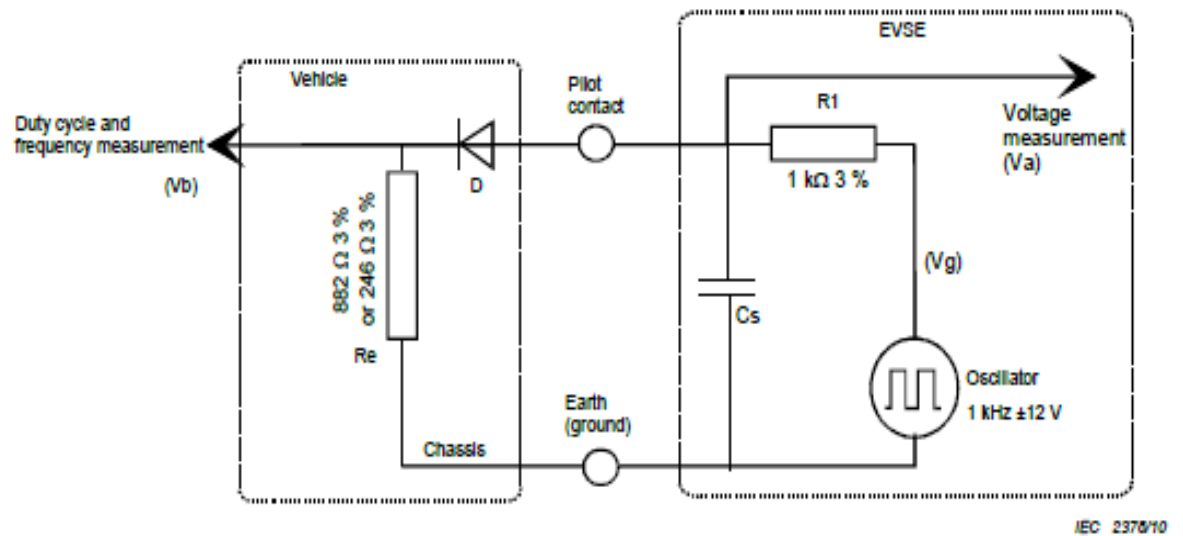 EVSE
Vehicle
Pilot
contact
R1
Voltage
measurement
(Va)
Duty cycle and
frequency measurement
(Vb)
D
1 kΩ 3 %
882 Ω 3 %
or 246 Ω 3 %
(Vg)
Cs
Re
Oscillator
1 kHz ±12 V
Earth
(ground)
Chassis
IEC 2376/10